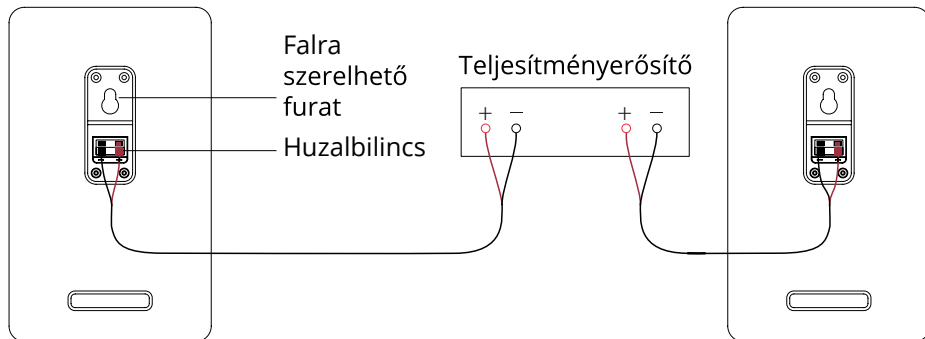 Falra
szerelhető
furat
Huzalbilincs
Teljesítményerősítő
+ − + −